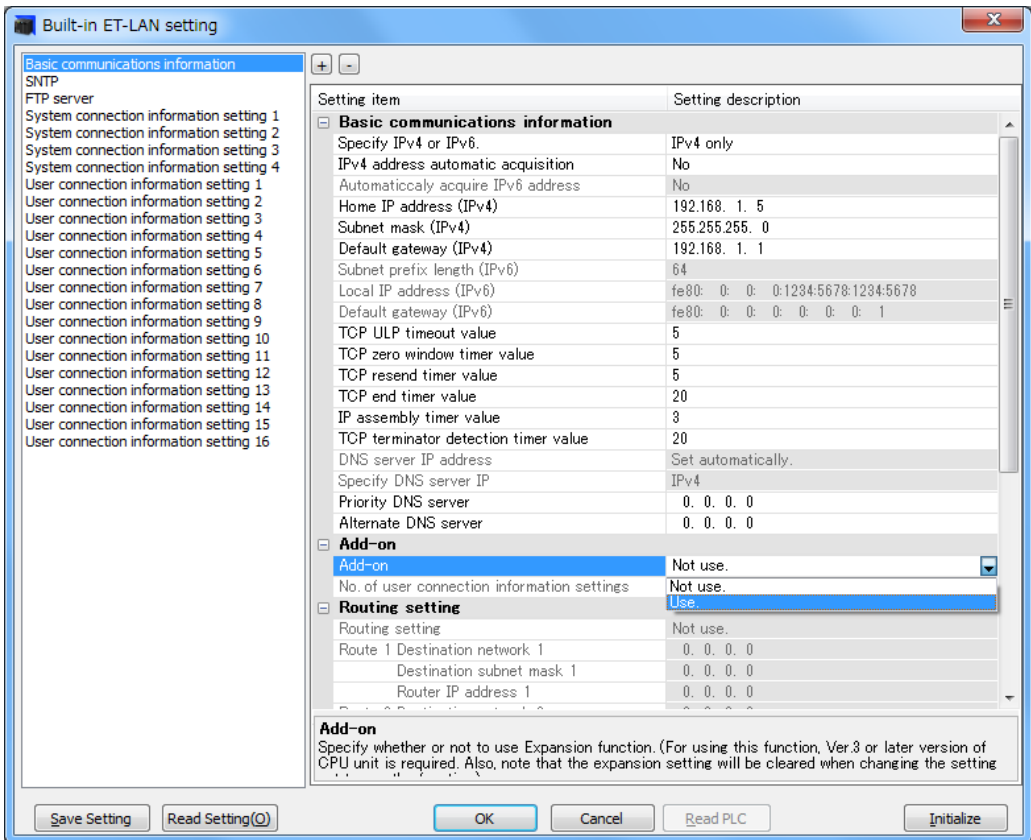 Built-in ET-LAN setting
Basic communications information
SNTP
FTP server
System connection information setting 1
System connection information setting 2
System connection information setting 3
System connection information setting 4
User connection information setting 1
User connection information setting 2
User connection information setting 3
User connection information setting 4
User connection information setting 5
User connection information setting 6
User connection information setting 7
User connection information setting 8
User connection information setting 9
User connection information setting 10
User connection information setting 11
User connection information setting 12
User connection information setting 13
User connection information setting 14
User connection information setting 15
User connection information setting 16
+ -
Setting item Setting description
Basic communications information
Specify IPv4 or IPv6. IPv4 only
IPv4 address automatic acquisition No
Automaticcaly acquire IPv6 address No
Home IP address (IPv4) 192.168. 1. 5
Subnet mask (IPv4) 255.255.255. 0
Default gateway (IPv4) 192.168. 1. 1
Subnet prefix length (IPv6) 64
Local IP address (IPv6) fe80: 0: 0: 0:1234:5678:1234:5678
Default gateway (IPv6) fe80: 0: 0: 0: 0: 0: 0: 1
TCP ULP timeout value 5
TCP zero window timer value 5
TCP resend timer value 5
TCP end timer value 20
IP assembly timer value 3
TCP terminator detection timer value 20
DNS server IP address Set automatically.
Specify DNS server IP IPv4
Priority DNS server 0. 0. 0. 0
Alternate DNS server 0. 0. 0. 0
Add-on
Add-on Not use.
No. of user connection information settings Not use.
Use.
Routing setting
Routing setting Not use.
Route 1 Destination network 1 0. 0. 0. 0
Destination subnet mask 1 0. 0. 0. 0
Router IP address 1 0. 0. 0. 0
Add-on
Specify whether or not to use Expansion function. (For using this function, Ver.3 or later version of
CPU unit is required. Also, note that the expansion setting will be cleared when changing the setting
Save Setting Read Setting(O) OK Cancel Read PLC Initialize